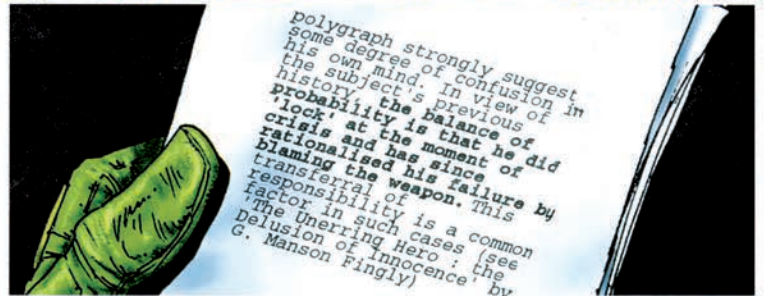 polygraph strongly suggest
some degree of confusion in
his own mind. In view of
the subject's previous
history, the balance of
probability is that he did
'lock' at the moment of
crisis and has since
rationalised his failure by
blaming the weapon. This
transferral of
responsibility is a common
factor in such cases (see
'The Unerring Hero : the
Delusion of Innocence' by
G. Manson Fingly)